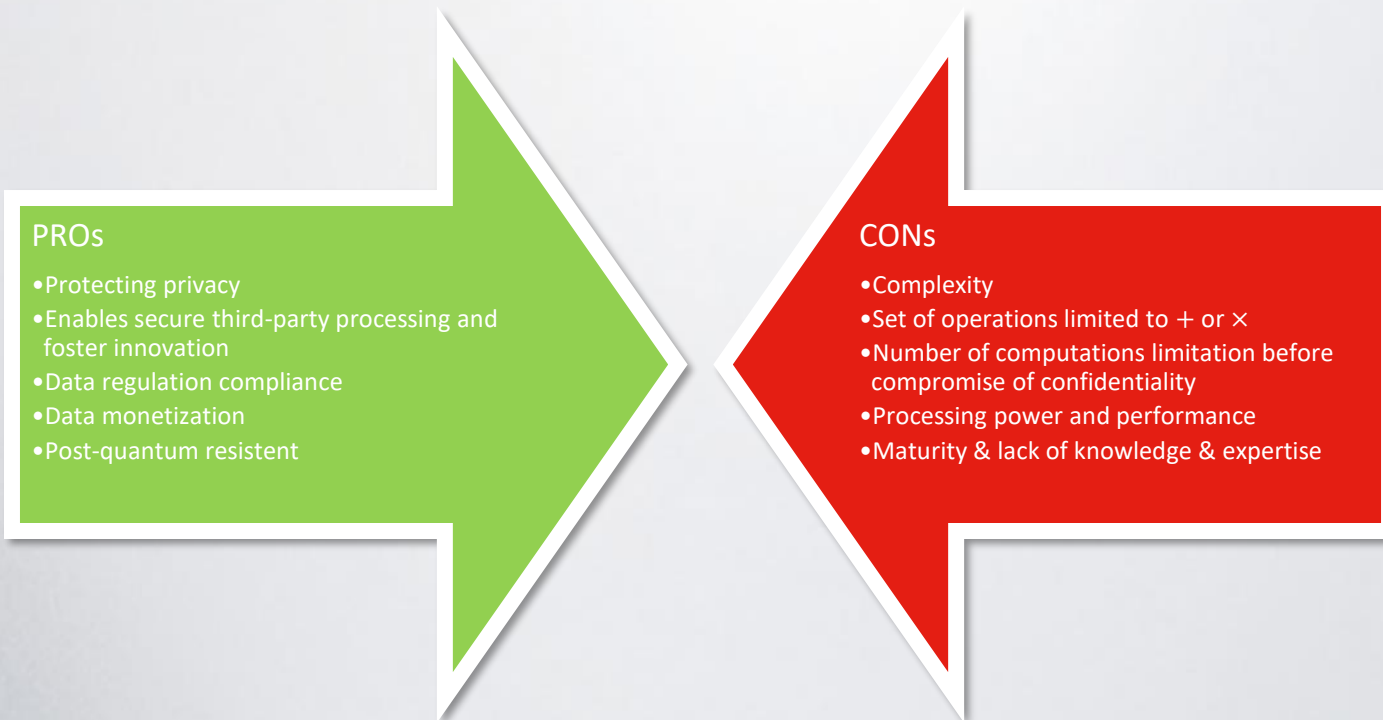 PROs
•Protecting privacy
•Enables secure third-party processing and
foster innovation
•Data regulation compliance
•Data monetization
•Post-quantum resistent
CONs
•Complexity
•Set of operations limited to + or ×
•Number of computations limitation before
compromise of confidentiality
•Processing power and performance
•Maturity & lack of knowledge & expertise